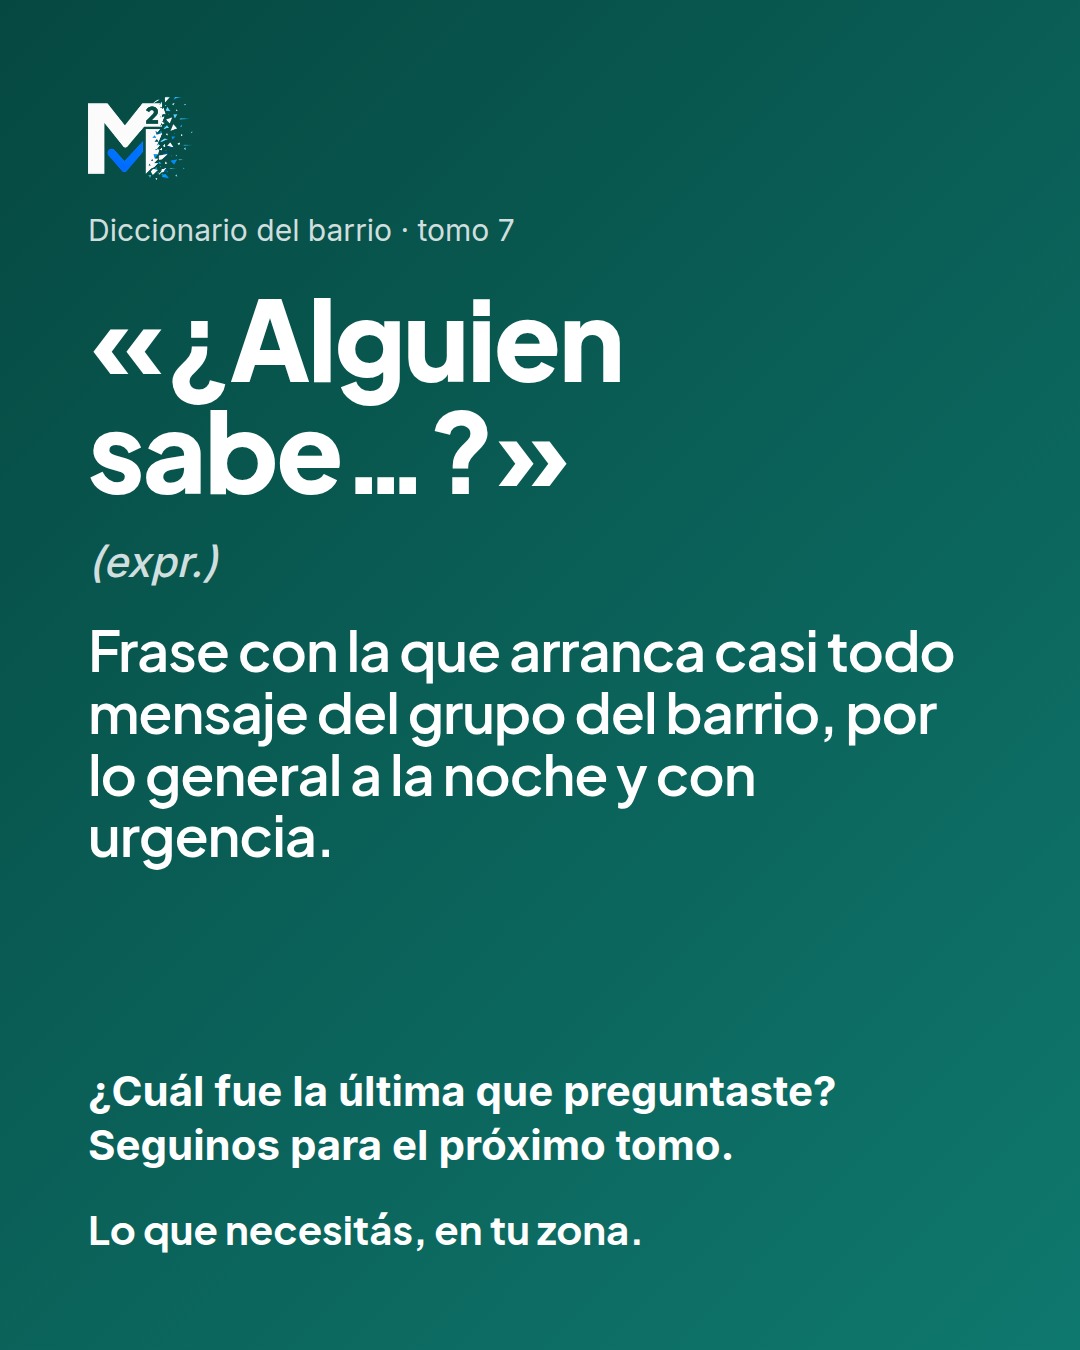 M2
Diccionario del barrio · tomo 7
«¿Alguien
sabe…?»
(expr.)
Frase con la que arranca casi todo
mensaje del grupo del barrio, por
lo general a la noche y con
urgencia.
¿Cuál fue la última que preguntaste?
Seguinos para el próximo tomo.
Lo que necesitás, en tu zona.